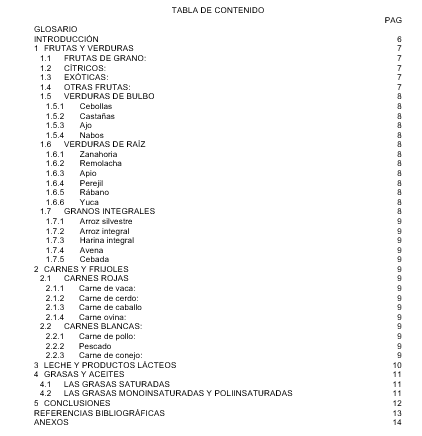 TABLA DE CONTENIDO
PAG
GLOSARIO
INTRODUCCIÓN 6
1 FRUTAS Y VERDURAS 7
1.1 FRUTAS DE GRANO: 7
1.2 CÍTRICOS: 7
1.3 EXÓTICAS: 7
1.4 OTRAS FRUTAS: 7
1.5 VERDURAS DE BULBO 8
1.5.1 Cebollas 8
1.5.2 Castañas 8
1.5.3 Ajo 8
1.5.4 Nabos 8
1.6 VERDURAS DE RAÍZ 8
1.6.1 Zanahoria 8
1.6.2 Remolacha 8
1.6.3 Apio 8
1.6.4 Perejil 8
1.6.5 Rábano 8
1.6.6 Yuca 8
1.7 GRANOS INTEGRALES 8
1.7.1 Arroz silvestre 9
1.7.2 Arroz integral 9
1.7.3 Harina integral 9
1.7.4 Avena 9
1.7.5 Cebada 9
2 CARNES Y FRIJOLES 9
2.1 CARNES ROJAS 9
2.1.1 Carne de vaca: 9
2.1.2 Carne de cerdo: 9
2.1.3 Carne de caballo 9
2.1.4 Carne ovina: 9
2.2 CARNES BLANCAS: 9
2.2.1 Carne de pollo: 9
2.2.2 Pescado 9
2.2.3 Carne de conejo: 9
3 LECHE Y PRODUCTOS LÁCTEOS 10
4 GRASAS Y ACEITES 11
4.1 LAS GRASAS SATURADAS 11
4.2 LAS GRASAS MONOINSATURADAS Y POLIINSATURADAS 11
5 CONCLUSIONES 12
REFERENCIAS BIBLIOGRÁFICAS 13
ANEXOS 14